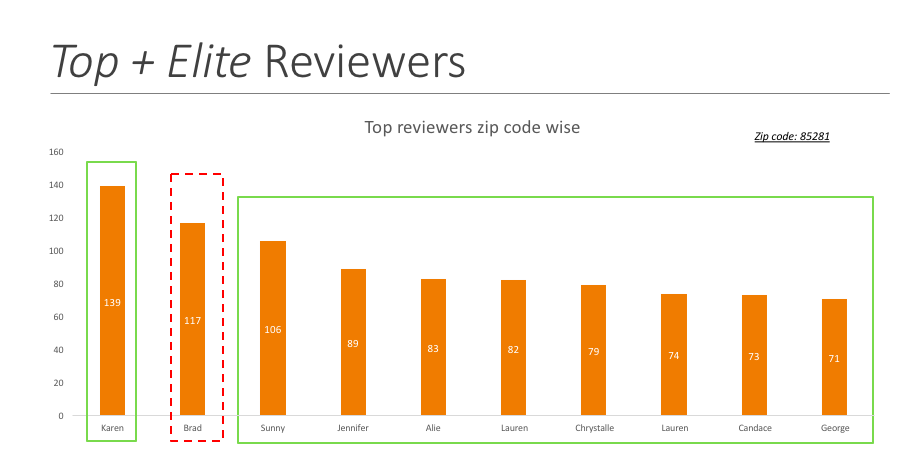 Top + Elite Reviewers
Top reviewers zip code wise
Zip code: 85281
160
140
120
100
80
60
40
20
0
139
117
106
89
83
82
79
74
73
71
Karen
Brad
Sunny
Jennifer
Alie
Lauren
Chrystalle
Lauren
Candace
George